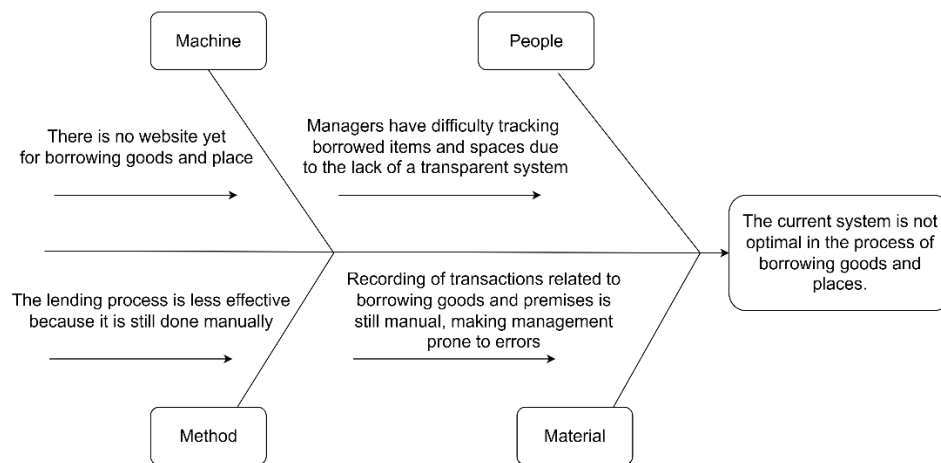 Machine
People
There is no website yet
for borrowing goods and place
Managers have difficulty tracking
borrowed items and spaces due
to the lack of a transparent system
The current system is not
optimal in the process of
borrowing goods and
places.
The lending process is less effective
because it is still done manually
Recording of transactions related to
borrowing goods and premises is
still manual, making management
prone to errors
Method
Material